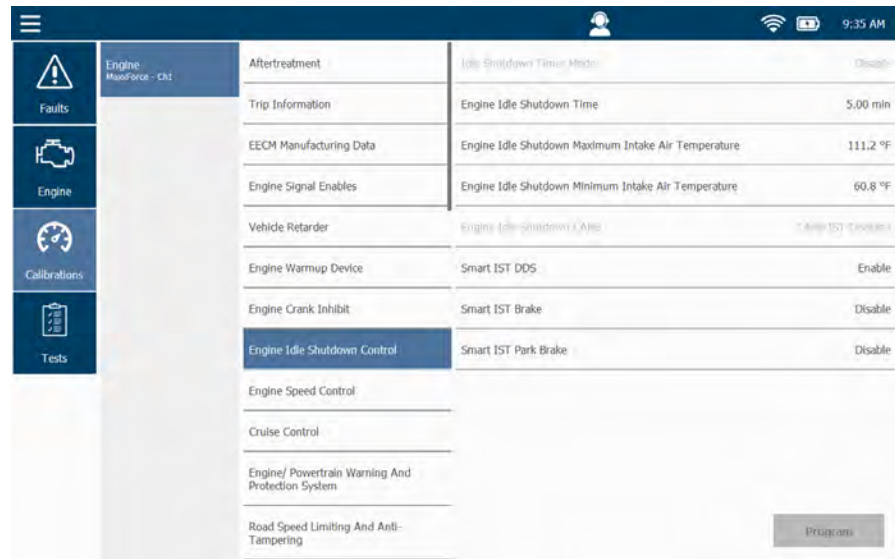 9:35 AM
Faults
Engine
Calibrations
Tests
Engine
MaxxForce - Ch1
Aftertreatment
Trip Information
EECM Manufacturing Data
Engine Signal Enables
Vehicle Retarder
Engine Warmup Device
Engine Crank Inhibit
Engine Idle Shutdown Control
Engine Speed Control
Cruise Control
Engine/ Powertrain Warning And
Protection System
Road Speed Limiting And Anti-
Tampering
Idle Shutdown Timer Mode
Disable
Engine Idle Shutdown Time
5.00 min
Engine Idle Shutdown Maximum Intake Air Temperature
111.2 °F
Engine Idle Shutdown Minimum Intake Air Temperature
60.8 °F
Engine Idle Shutdown CARB
Smart IST DDS
Enable
Smart IST Brake
Disable
Smart IST Park Brake
Disable
Program